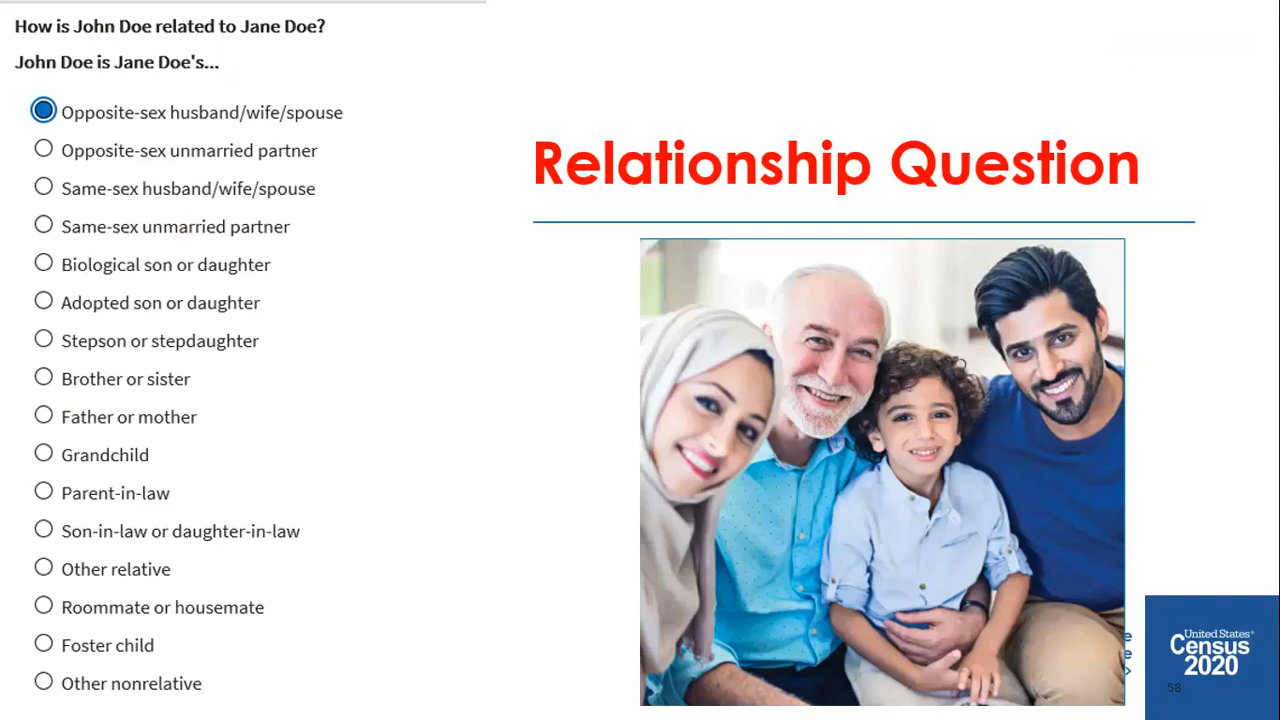 How is John Doe related to Jane Doe?
John Doe is Jane Doe's...
Opposite-sex husband/wife/spouse
Opposite-sex unmarried partner
Same-sex husband/wife/spouse
Same-sex unmarried partner
Biological son or daughter
Adopted son or daughter
Stepson or stepdaughter
Brother or sister
Father or mother
Grandchild
Parent-in-law
Son-in-law or daughter-in-law
Other relative
Roommate or housemate
Foster child
Other nonrelative
Relationship Question
United States®
Census
2020
58